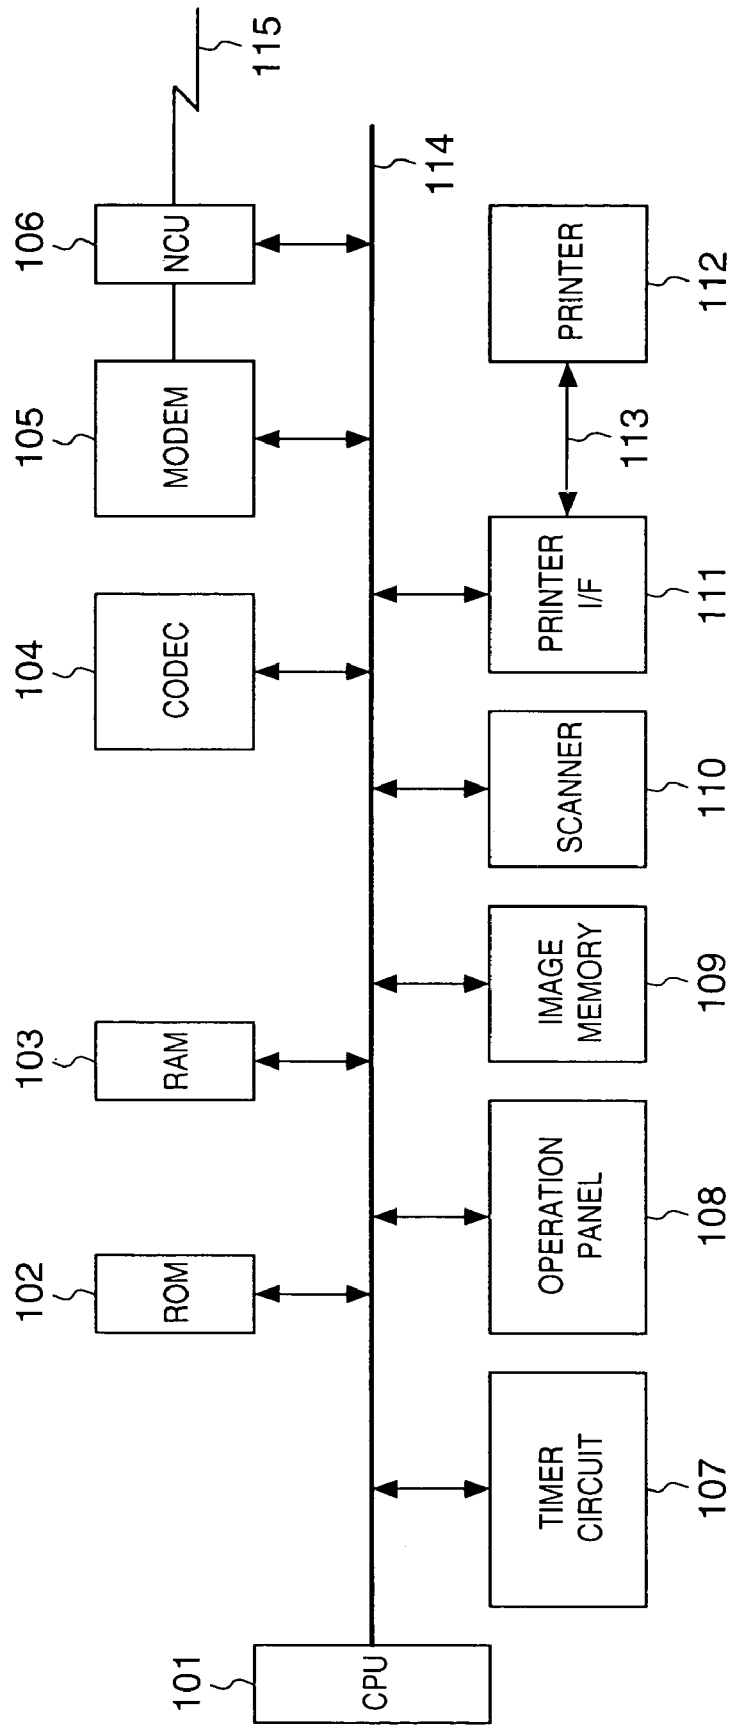 101
CPU
102
ROM
103
RAM
104
CODEC
105
MODEM
106
NCU
115
114
TIMER
CIRCUIT
107
OPERATION
PANEL
108
IMAGE
MEMORY
109
SCANNER
110
PRINTER
I/F
111
113
PRINTER
112